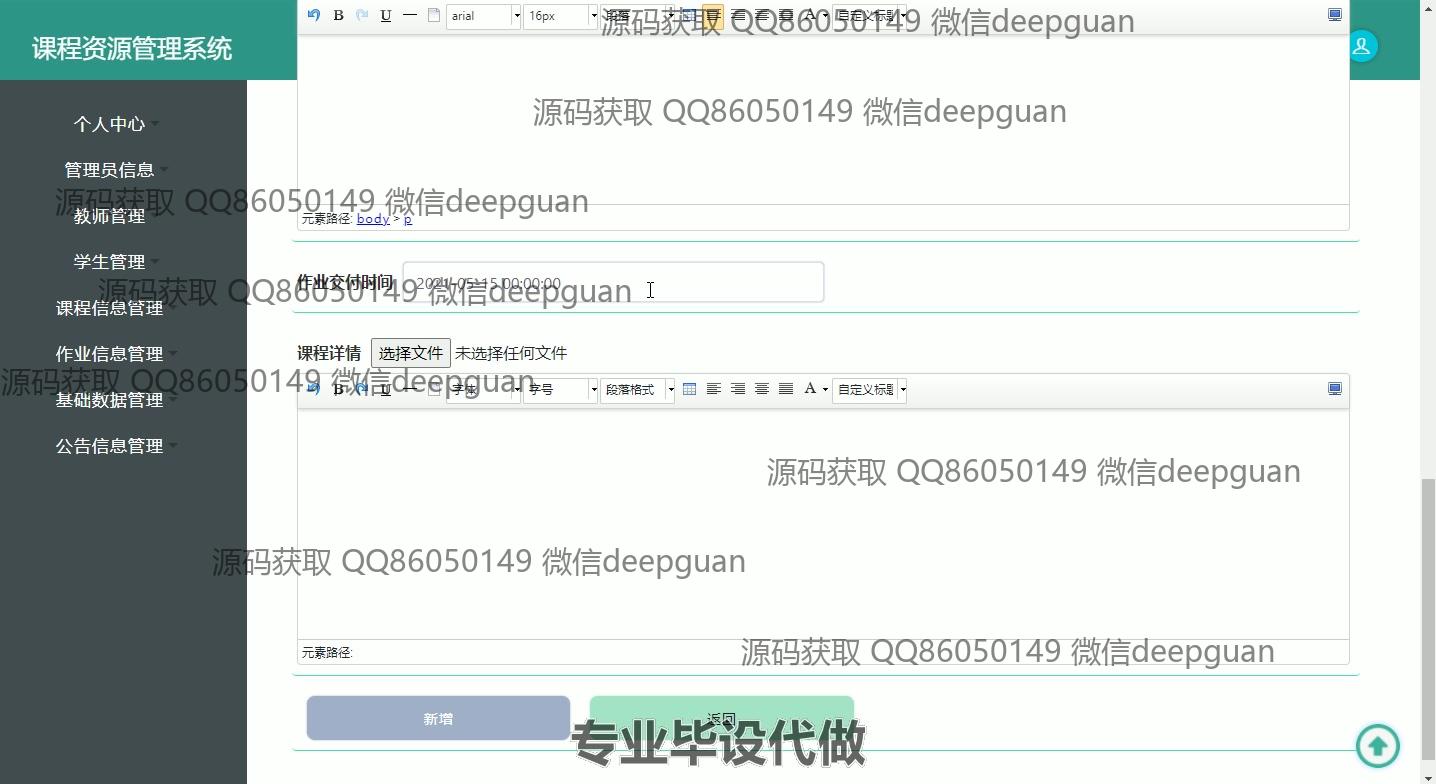 B U arial 16px 段落 A 自定义标题
源码获取 QQ86050149 微信deepguan
课程资源管理系统
源码获取 QQ86050149 微信deepguan
个人中心
管理员信息
源码获取 QQ86050149 微信deepguan
教师管理
元素路径: body > p
学生管理
作业交付时间 2021-05-15 00:00:00
源码获取 QQ86050149 微信deepguan
课程信息管理
作业信息管理
课程详情 选择文件 未选择任何文件
源码获取 QQ86050149 微信deepguan
B U 字体 字号 段落格式 A 自定义标题
基础数据管理
公告信息管理
源码获取 QQ86050149 微信deepguan
源码获取 QQ86050149 微信deepguan
元素路径:
源码获取 QQ86050149 微信deepguan
新增 返回
专业毕设代做